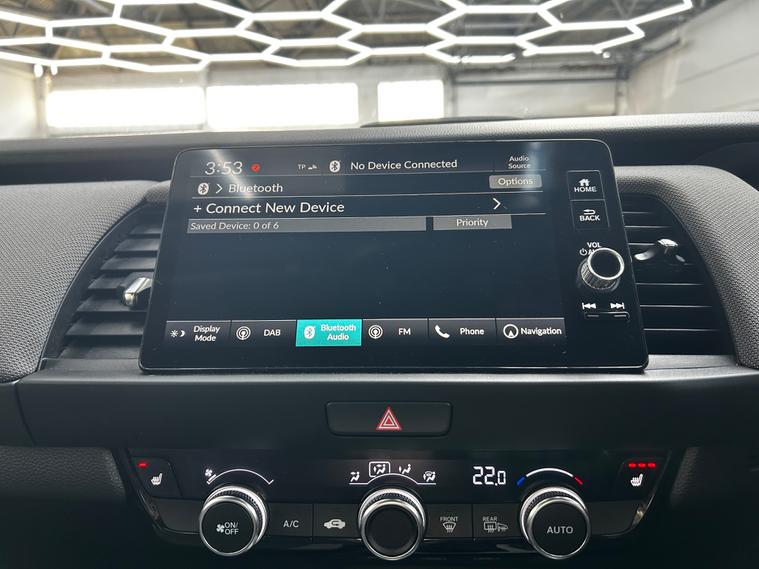 3:53
TP
No Device Connected
Audio
Source
Bluetooth
Options
HOME
+ Connect New Device
BACK
Saved Device: 0 of 6
Priority
VOL
Display
Mode
DAB
Bluetooth
Audio
FM
Phone
Navigation
22.0
ON/
OFF
A/C
FRONT
REAR
AUTO